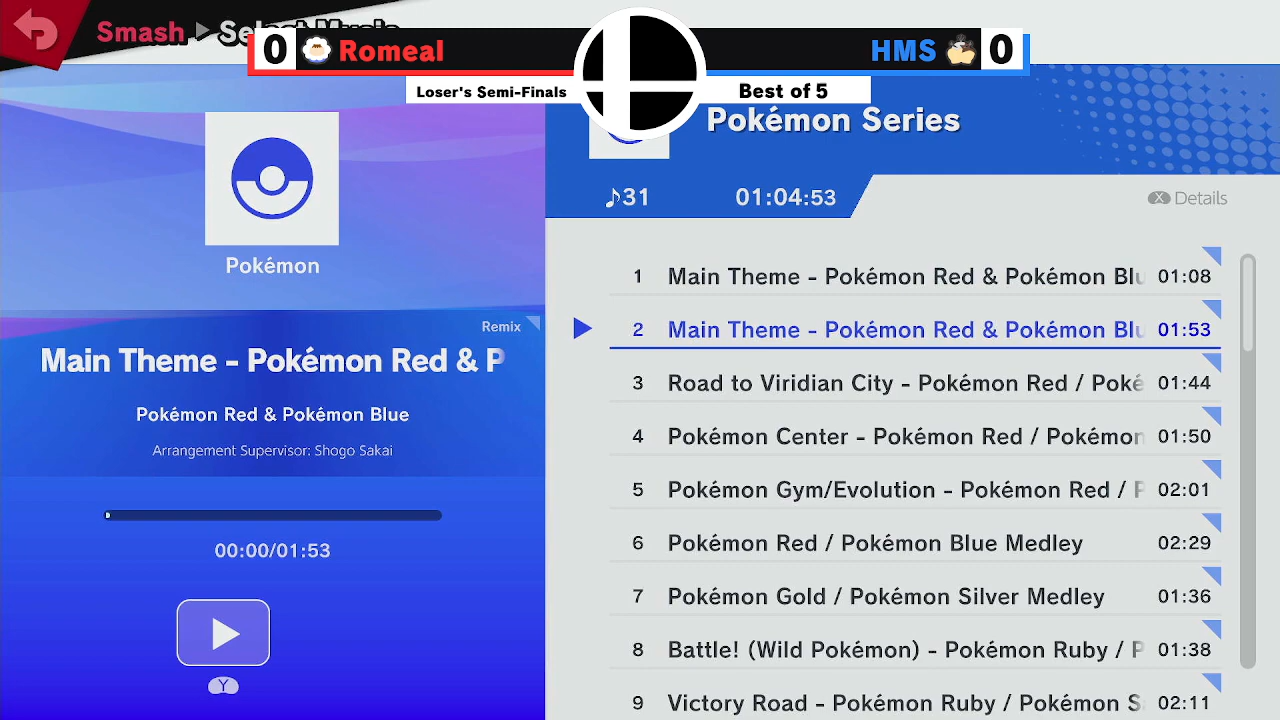 Smash ▶ Select Music
0 Romeal
HMS 0
Loser's Semi-Finals
Best of 5
Pokémon Series
♪31 01:04:53
X Details
Pokémon
Remix
Main Theme - Pokémon Red & P
Pokémon Red & Pokémon Blue
Arrangement Supervisor: Shogo Sakai
00:00/01:53
Y
1 Main Theme - Pokémon Red & Pokémon Blu 01:08
2 Main Theme - Pokémon Red & Pokémon Blu 01:53
3 Road to Viridian City - Pokémon Red / Poké 01:44
4 Pokémon Center - Pokémon Red / Pokémon 01:50
5 Pokémon Gym/Evolution - Pokémon Red / P 02:01
6 Pokémon Red / Pokémon Blue Medley 02:29
7 Pokémon Gold / Pokémon Silver Medley 01:36
8 Battle! (Wild Pokémon) - Pokémon Ruby / P 01:38
9 Victory Road - Pokémon Ruby / Pokémon S 02:11